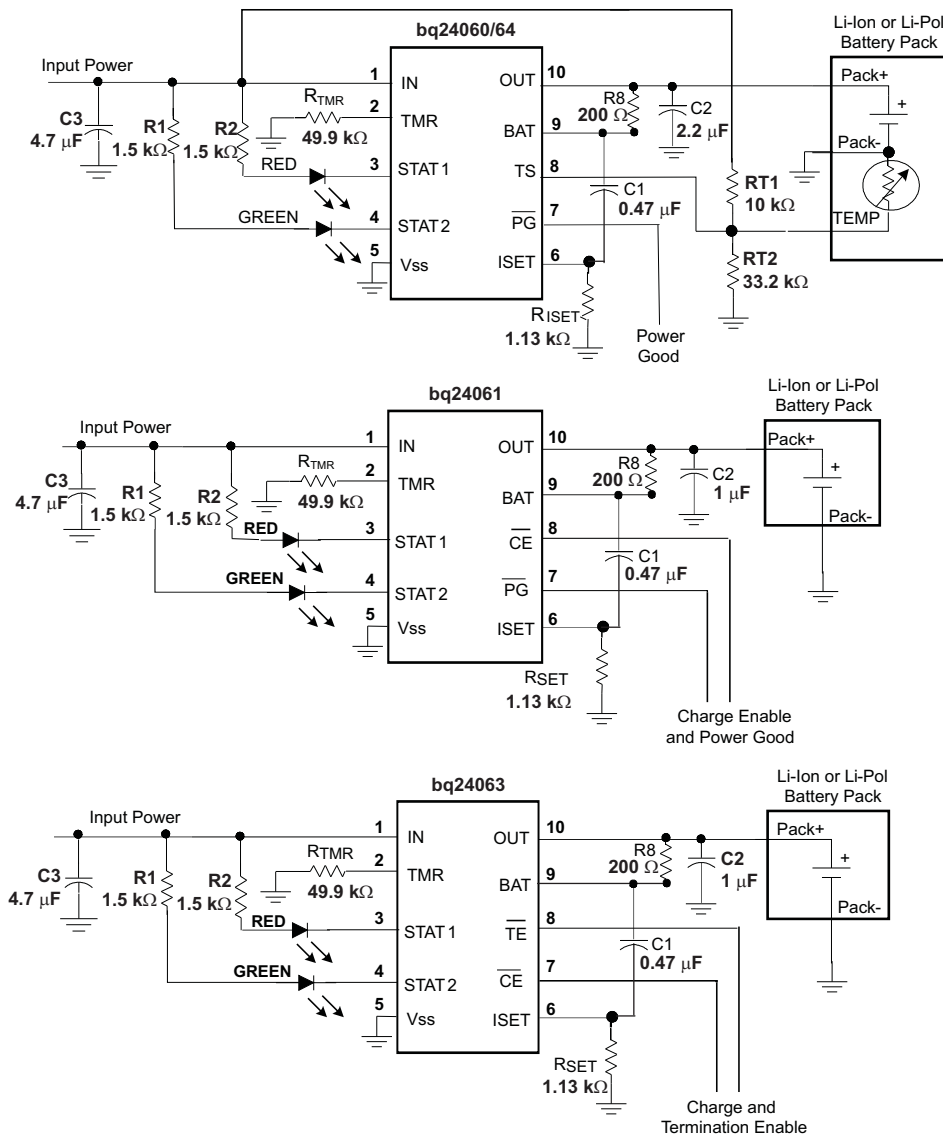 bq24060/64
Li-Ion or Li-Pol
Battery Pack
Input Power
1
IN
OUT
10
Pack+
C3
4.7 μF
R1
1.5 kΩ
R2
1.5 kΩ
RTMR
49.9 kΩ
2
TMR
BAT
9
R8
200 Ω
C2
2.2 μF
+
Pack-
RED
3
STAT1
TS
8
C1
0.47 μF
RT1
10 kΩ
TEMP
GREEN
4
STAT2
P̅G̅
7
5
Vss
ISET
6
RT2
33.2 kΩ
RISET
1.13 kΩ
Power
Good
bq24061
Li-Ion or Li-Pol
Battery Pack
Input Power
1
IN
OUT
10
Pack+
C3
4.7 μF
R1
1.5 kΩ
R2
1.5 kΩ
RTMR
49.9 kΩ
2
TMR
BAT
9
R8
200 Ω
C2
1 μF
+
Pack-
RED
3
STAT1
C̅E̅
8
C1
0.47 μF
GREEN
4
STAT2
P̅G̅
7
5
Vss
ISET
6
RSET
1.13 kΩ
Charge Enable
and Power Good
bq24063
Li-Ion or Li-Pol
Battery Pack
Input Power
1
IN
OUT
10
Pack+
C3
4.7 μF
R1
1.5 kΩ
R2
1.5 kΩ
RTMR
49.9 kΩ
2
TMR
BAT
9
R8
200 Ω
C2
1 μF
+
Pack-
RED
3
STAT1
T̅E̅
8
C1
0.47 μF
GREEN
4
STAT2
C̅E̅
7
5
Vss
ISET
6
RSET
1.13 kΩ
Charge and
Termination Enable